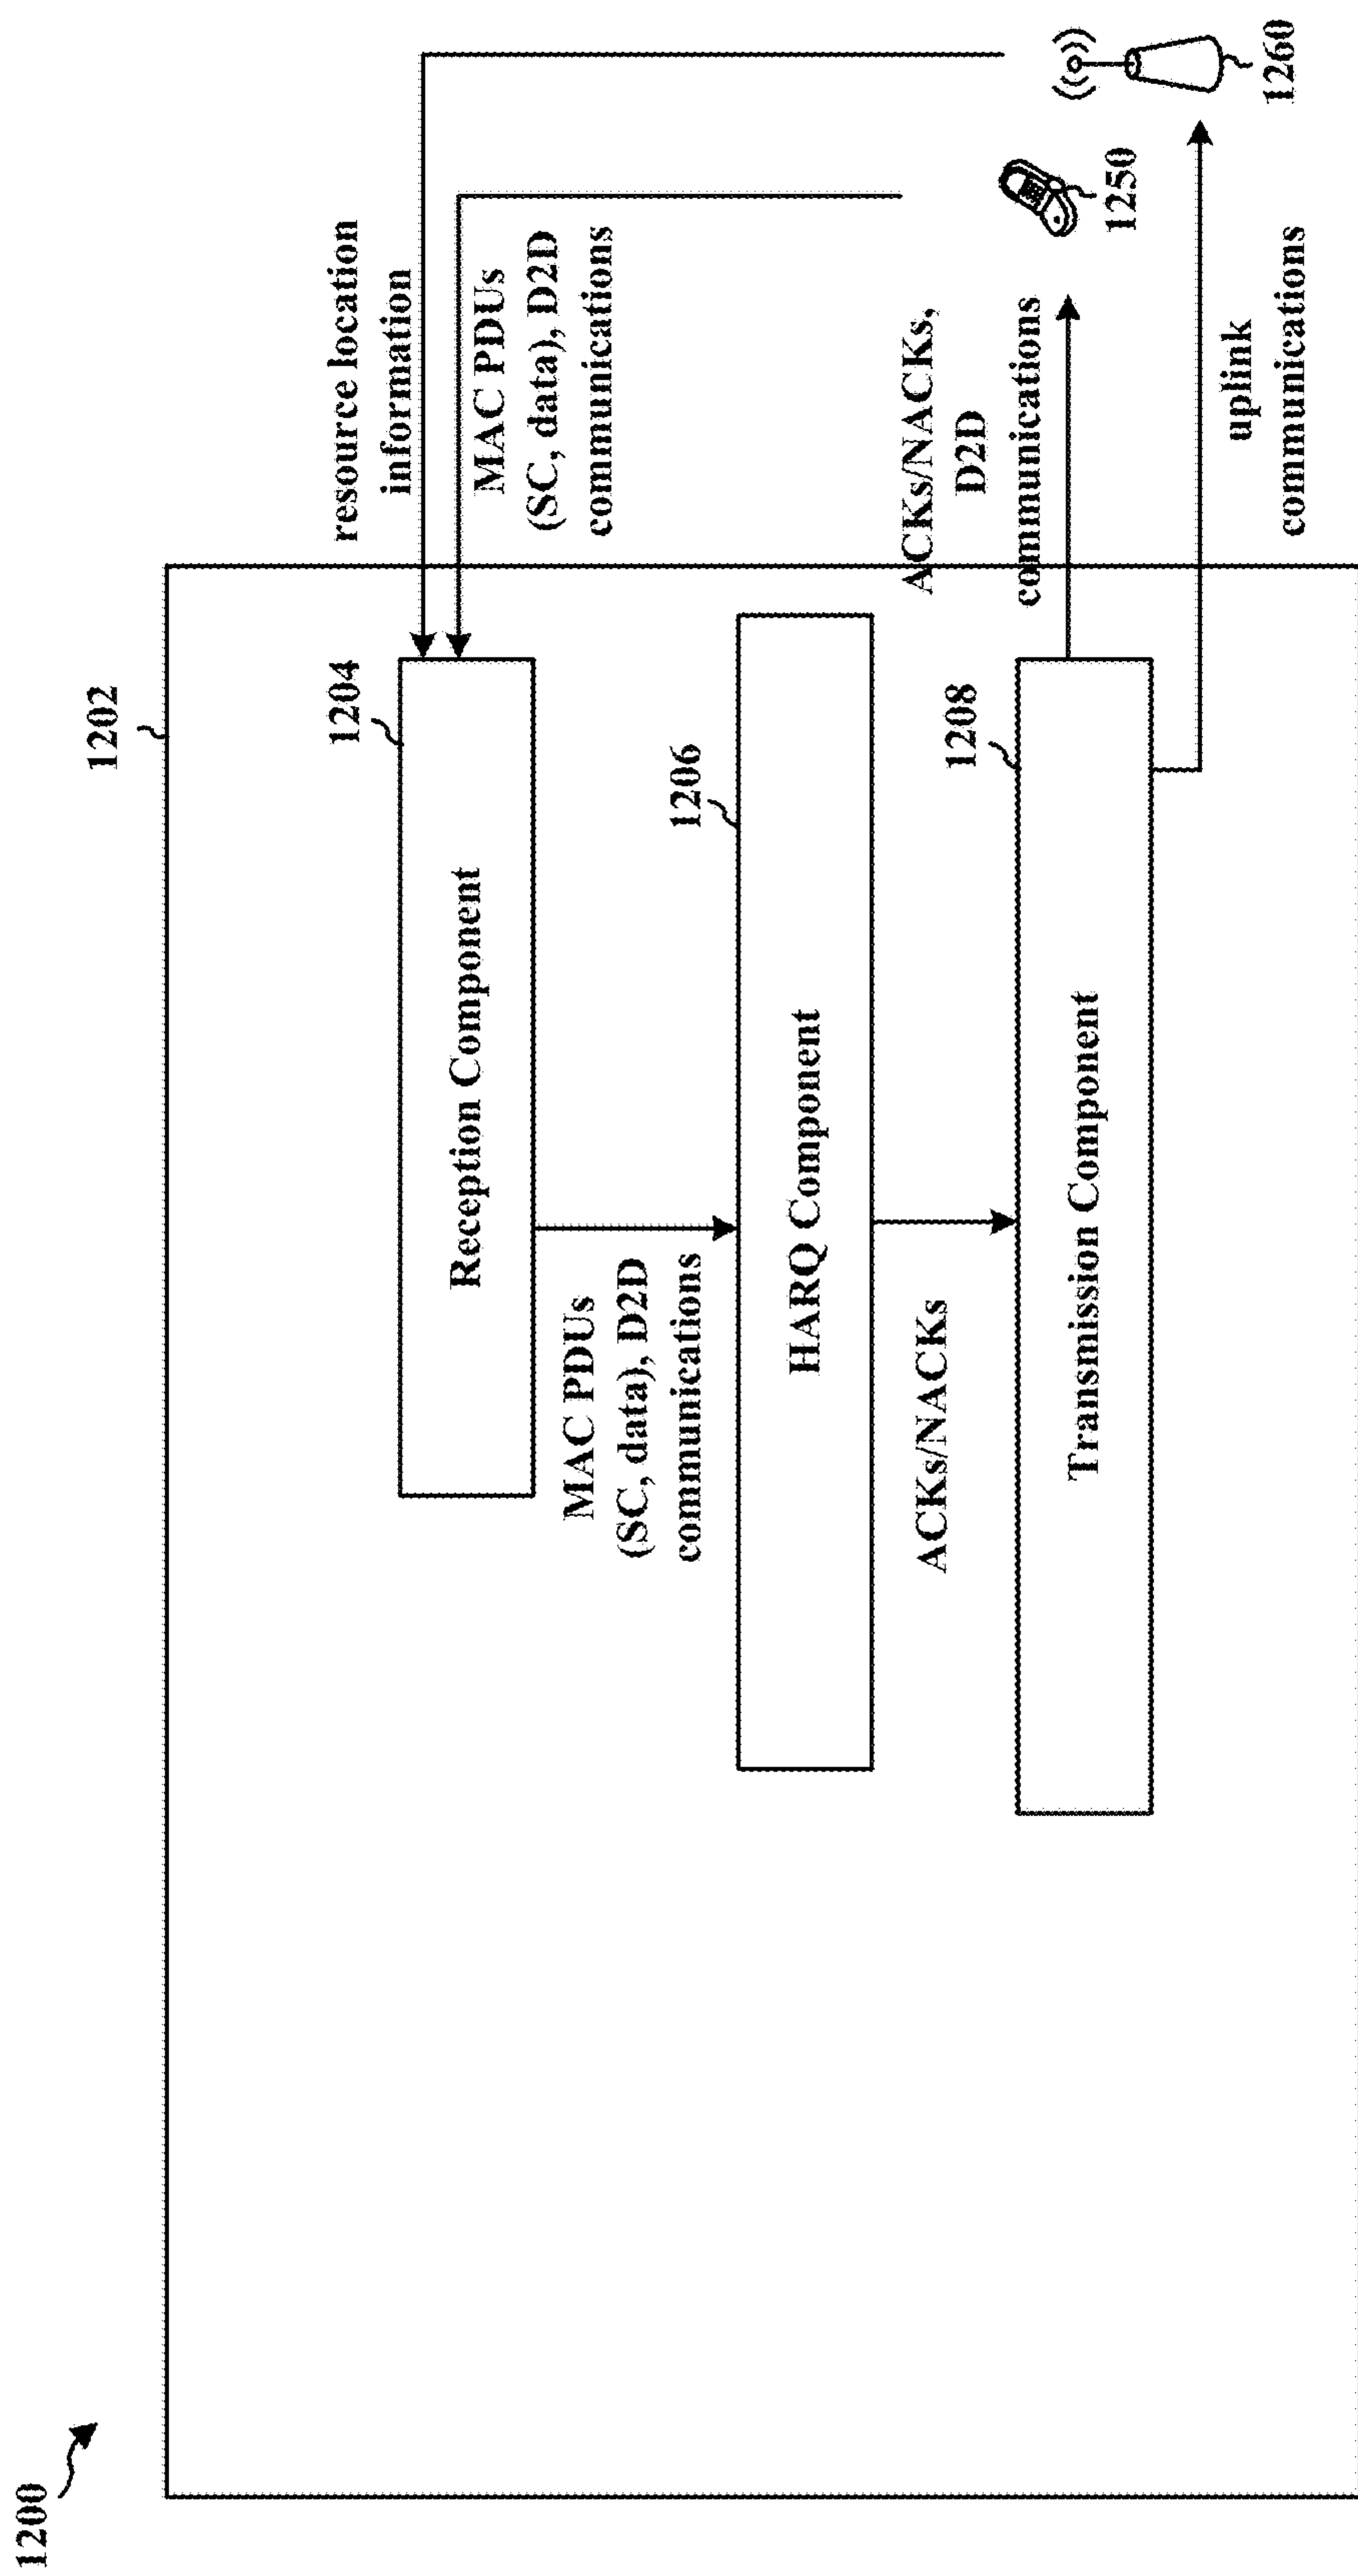 1200
1202
1204
Reception Component
resource location
information
MAC PDUs
(SC, data), D2D
communications
MAC PDUs
(SC, data), D2D
communications
1206
HARQ Component
ACKs/NACKs
1208
Transmission Component
ACKs/NACKs,
D2D
communications
1250
uplink
communications
1260